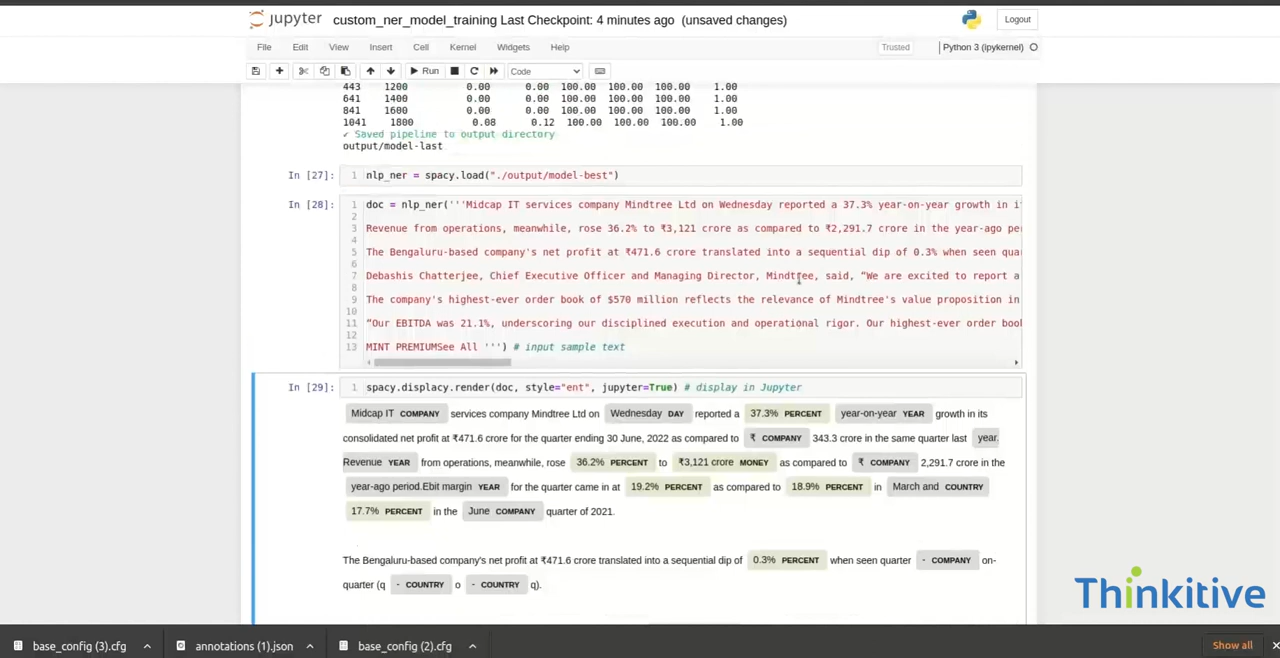 jupyter custom_ner_model_training Last Checkpoint: 4 minutes ago (unsaved changes) Logout
File Edit View Insert Cell Kernel Widgets Help Trusted Python 3 (ipykernel)
Run Code
443 1200 0.00 0.00 100.00 100.00 100.00 1.00
641 1400 0.00 0.00 100.00 100.00 100.00 1.00
841 1600 0.00 0.00 100.00 100.00 100.00 1.00
1041 1800 0.08 0.12 100.00 100.00 100.00 1.00
✓ Saved pipeline to output directory
output/model-last
In [27]: 1 nlp_ner = spacy.load("./output/model-best")
In [28]: 1 doc = nlp_ner('''Midcap IT services company Mindtree Ltd on Wednesday reported a 37.3% year-on-year growth in
2
3 Revenue from operations, meanwhile, rose 36.2% to ₹3,121 crore as compared to ₹2,291.7 crore in the year-ago
4
5 The Bengaluru-based company's net profit at ₹471.6 crore translated into a sequential dip of 0.3% when seen
6
7 Debashis Chatterjee, Chief Executive Officer and Managing Director, Mindtree, said, “We are excited to report a
8
9 The company's highest-ever order book of $570 million reflects the relevance of Mindtree's value proposition in
10
11 “Our EBITDA was 21.1%, underscoring our disciplined execution and operational rigor. Our highest-ever order
12
13 MINT PREMIUMSee All ''') # input sample text
In [29]: 1 spacy.displacy.render(doc, style="ent", jupyter=True) # display in Jupyter
Midcap IT COMPANY services company Mindtree Ltd on Wednesday DAY reported a 37.3% PERCENT year-on-year YEAR growth in its
consolidated net profit at ₹471.6 crore for the quarter ending 30 June, 2022 as compared to ₹ COMPANY 343.3 crore in the same quarter last year.
Revenue YEAR from operations, meanwhile, rose 36.2% PERCENT to ₹3,121 crore MONEY as compared to ₹ COMPANY 2,291.7 crore in the
year-ago period.Ebit margin YEAR for the quarter came in at 19.2% PERCENT as compared to 18.9% PERCENT in March and COUNTRY
17.7% PERCENT in the June COMPANY quarter of 2021.
The Bengaluru-based company's net profit at ₹471.6 crore translated into a sequential dip of 0.3% PERCENT when seen quarter - COMPANY on-
quarter (q - COUNTRY o - COUNTRY q).
Thinkitive
base_config (3).cfg annotations (1).json base_config (2).cfg Show all